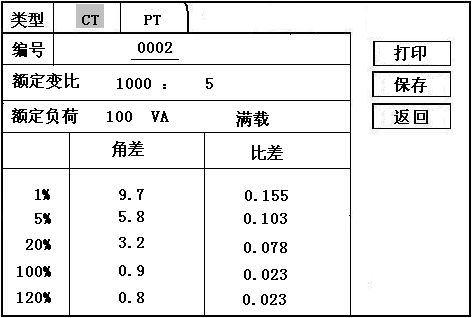 类型 CT PT
编号 0002
打印
额定变比 1000 : 5
保存
额定负荷 100 VA 满载
返回
角差 比差
1% 9.7 0.155
5% 5.8 0.103
20% 3.2 0.078
100% 0.9 0.023
120% 0.8 0.023